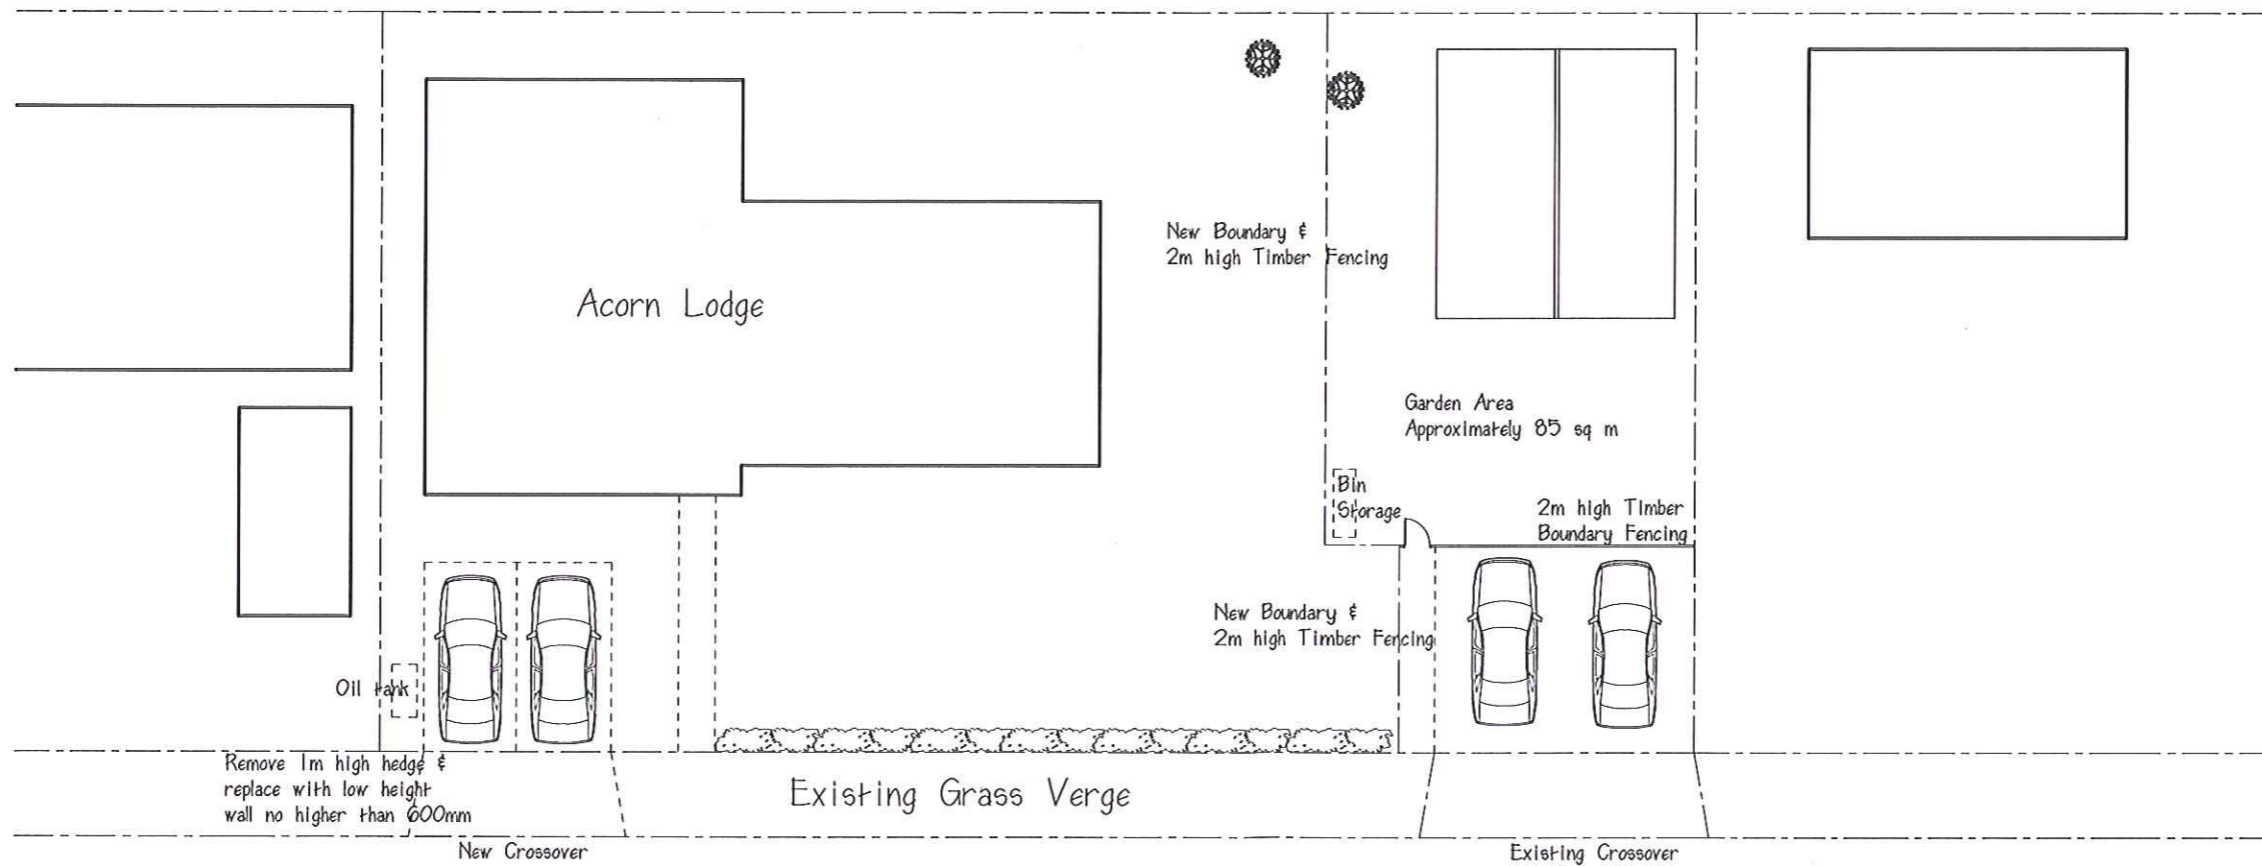 New Boundary &
2m high Timber Fencing
Acorn Lodge
Garden Area
Approximately 85 sq m
Bin
Storage
2m high Timber
Boundary Fencing
New Boundary &
2m high Timber Fencing
Oil tank
Remove 1m high hedge &
replace with low height
wall no higher than 600mm
Existing Grass Verge
New Crossover
Existing Crossover